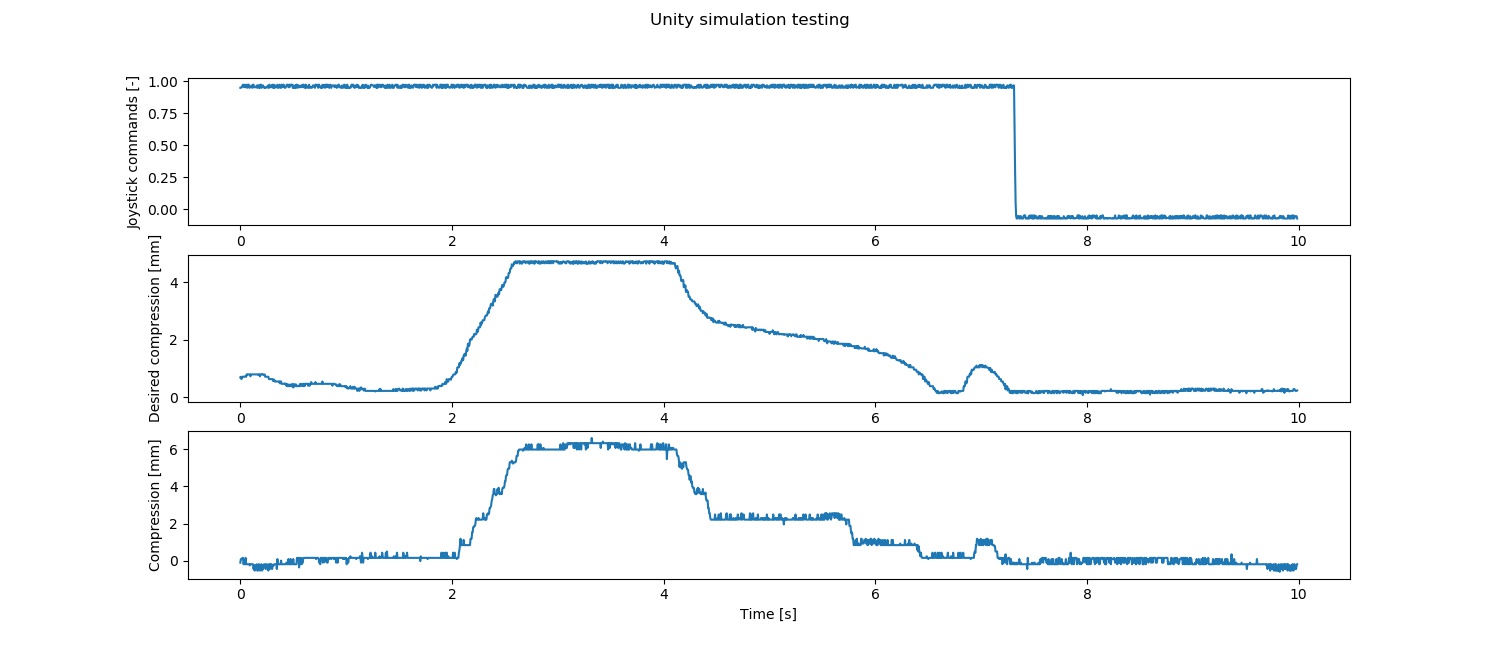 Unity simulation testing
Joystick commands [-]
1.00
0.75
0.50
0.25
0.00
0 2 4 6 8 10
Desired compression [mm]
4
2
0
0 2 4 6 8 10
Compression [mm]
6
4
2
0
0 2 4 6 8 10
Time [s]